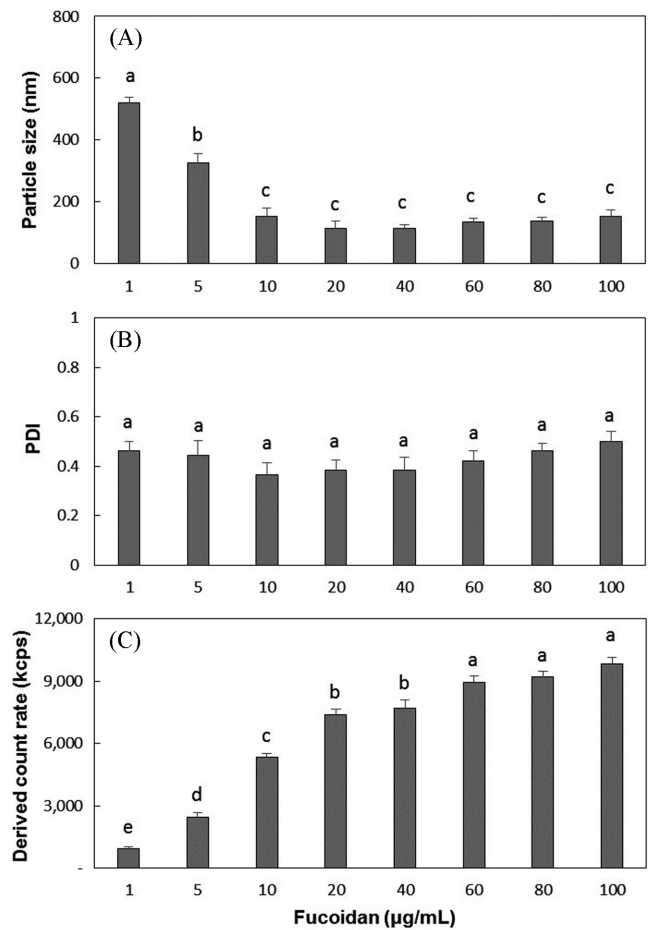 (A)
Particle size (nm)
800
600
400
200
0
a
b
c
c
c
c
c
c
1 5 10 20 40 60 80 100
(B)
PDI
1
0.8
0.6
0.4
0.2
0
a a a a a a a a
1 5 10 20 40 60 80 100
(C)
Derived count rate (kcps)
12,000
9,000
6,000
3,000
-
e
d
c
b
b
a
a
a
1 5 10 20 40 60 80 100
Fucoidan (µg/mL)